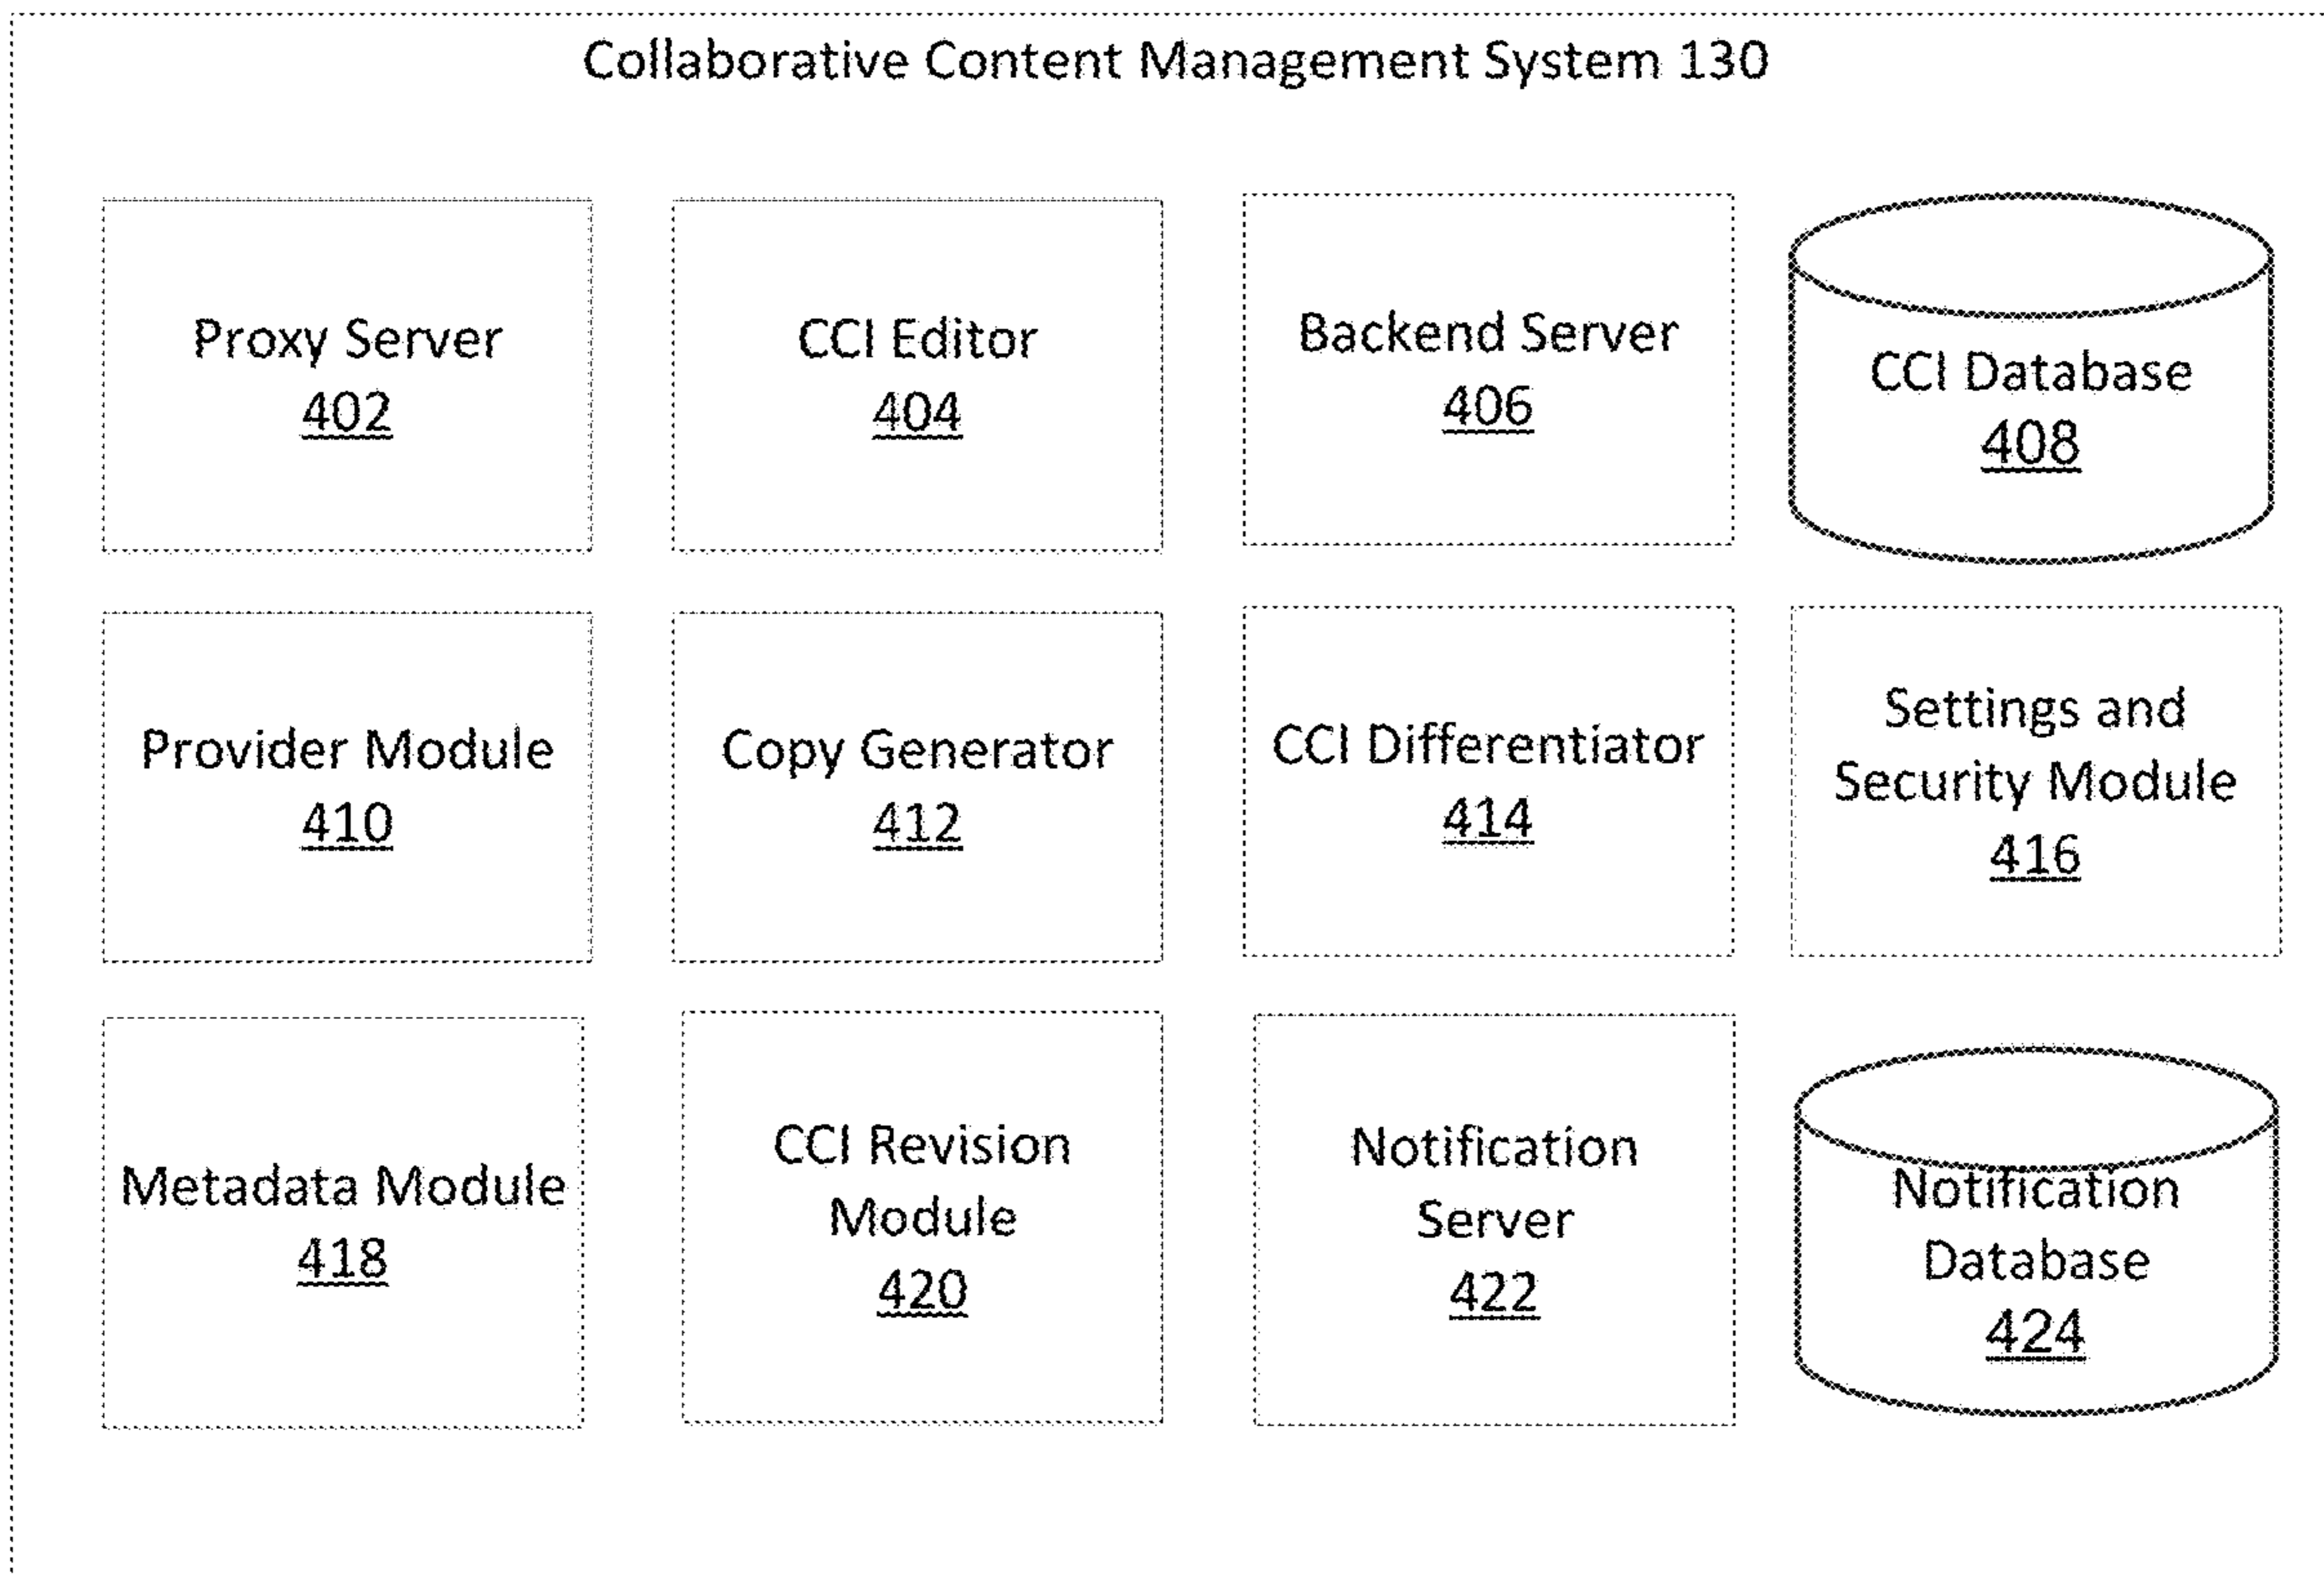 Collaborative Content Management System 130
Proxy Server
402
CCI Editor
404
Backend Server
406
CCI Database
408
Provider Module
410
Copy Generator
412
CCI Differentiator
414
Settings and
Security Module
416
Metadata Module
418
CCI Revision
Module
420
Notification
Server
422
Notification
Database
424